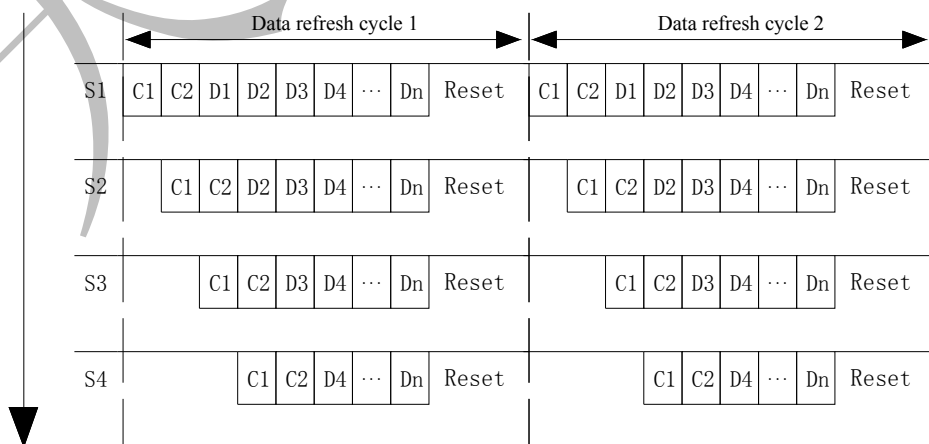 Data refresh cycle 1 Data refresh cycle 2
S1 C1 C2 D1 D2 D3 D4 ··· Dn Reset C1 C2 D1 D2 D3 D4 ··· Dn Reset
S2 C1 C2 D2 D3 D4 ··· Dn Reset C1 C2 D2 D3 D4 ··· Dn Reset
S3 C1 C2 D3 D4 ··· Dn Reset C1 C2 D3 D4 ··· Dn Reset
S4 C1 C2 D4 ··· Dn Reset C1 C2 D4 ··· Dn Reset